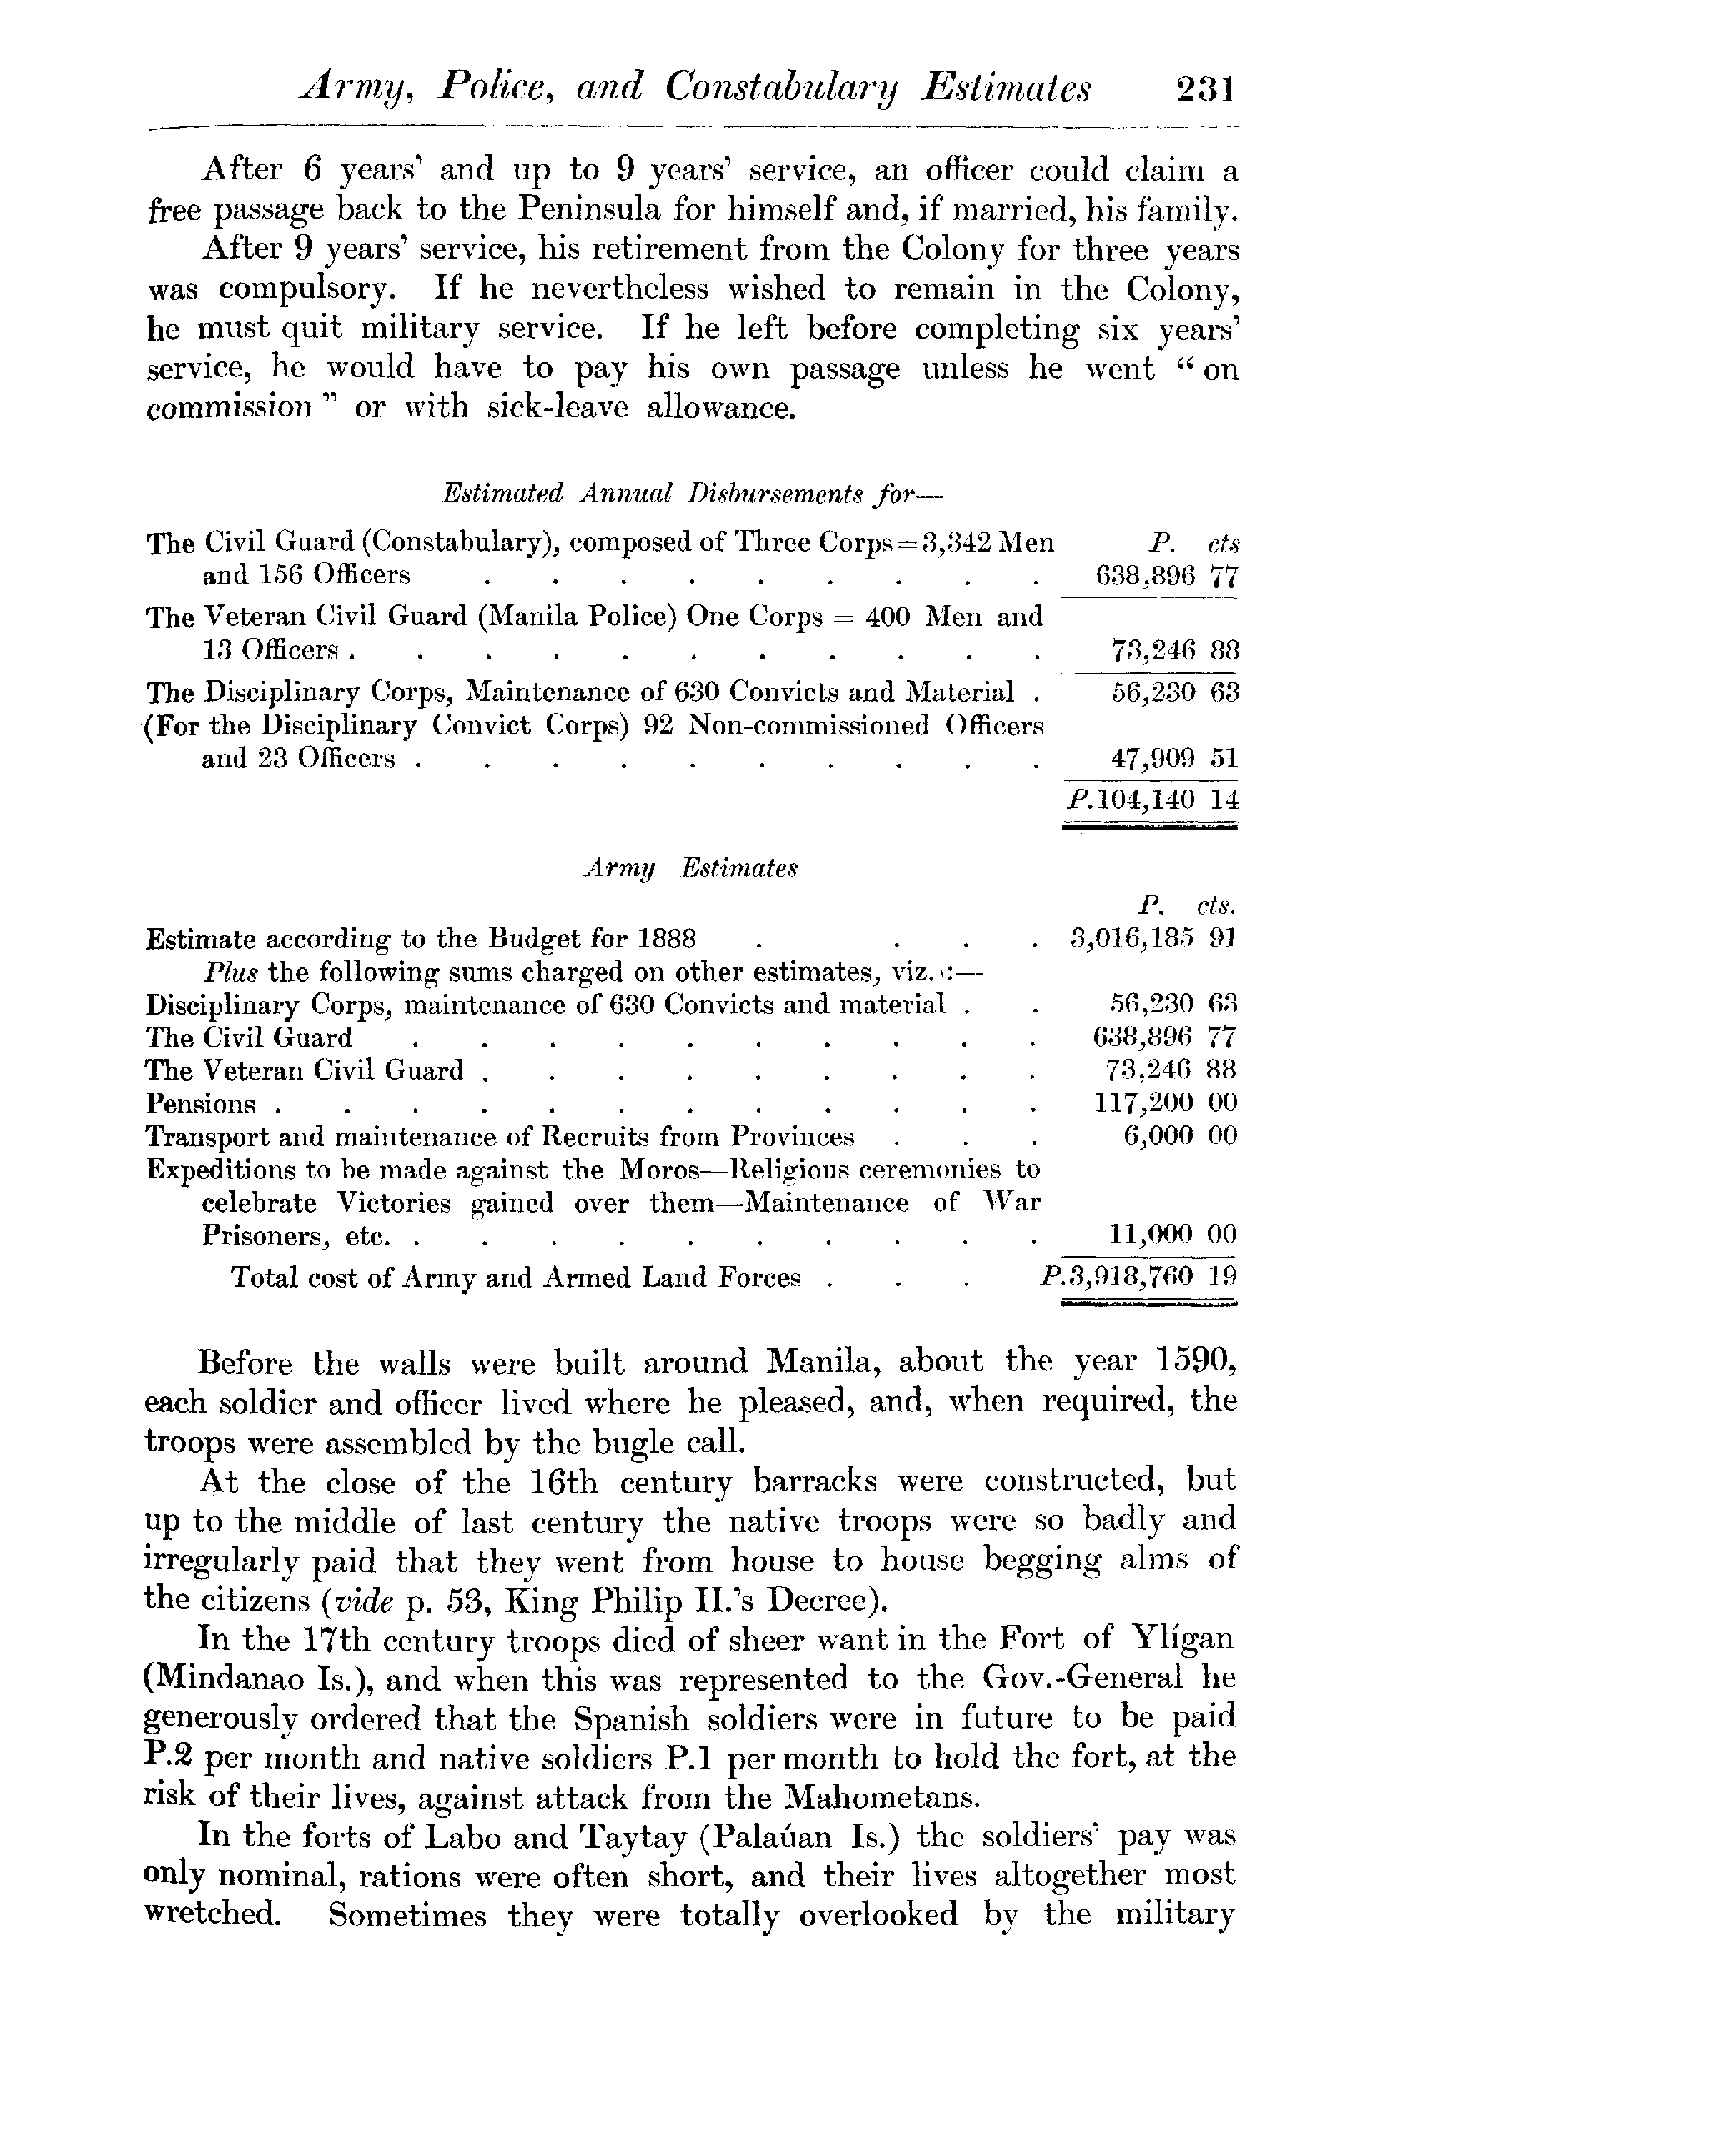 Army, Police, and Constabulary Estimates 231
After 6 years' and up to 9 years' service, an officer could claim a
free passage back to the Peninsula for himself and, if married, his family.
After 9 years' service, his retirement from the Colony for three years
was compulsory. If he nevertheless wished to remain in the Colony,
he must quit military service. If he left before completing six years'
service, he would have to pay his own passage unless he went “ on
commission ” or with sick-leave allowance.
Estimated Annual Disbursements for—
The Civil Guard (Constabulary), composed of Three Corps=3,342 Men P. cts
and 156 Officers . . . . . . . . . 638,896 77
The Veteran Civil Guard (Manila Police) One Corps = 400 Men and
13 Officers . . . . . . . . . . . 73,246 88
The Disciplinary Corps, Maintenance of 630 Convicts and Material . 56,230 63
(For the Disciplinary Convict Corps) 92 Non-commissioned Officers
and 23 Officers . . . . . . . . . . 47,909 51
P.104,140 14
Army Estimates
P. cts.
Estimate according to the Budget for 1888 . . . . 3,016,185 91
Plus the following sums charged on other estimates, viz.:—
Disciplinary Corps, maintenance of 630 Convicts and material . . 56,230 63
The Civil Guard . . . . . . . . . . 638,896 77
The Veteran Civil Guard . . . . . . . . . 73,246 88
Pensions . . . . . . . . . . . . 117,200 00
Transport and maintenance of Recruits from Provinces . . . 6,000 00
Expeditions to be made against the Moros—Religious ceremonies to
celebrate Victories gained over them—Maintenance of War
Prisoners, etc. . . . . . . . . . . 11,000 00
Total cost of Army and Armed Land Forces . . . P.3,918,760 19
Before the walls were built around Manila, about the year 1590,
each soldier and officer lived where he pleased, and, when required, the
troops were assembled by the bugle call.
At the close of the 16th century barracks were constructed, but
up to the middle of last century the native troops were so badly and
irregularly paid that they went from house to house begging alms of
the citizens (vide p. 53, King Philip II.'s Decree).
In the 17th century troops died of sheer want in the Fort of Ylígan
(Mindanao Is.), and when this was represented to the Gov.-General he
generously ordered that the Spanish soldiers were in future to be paid
P.2 per month and native soldiers P.1 per month to hold the fort, at the
risk of their lives, against attack from the Mahometans.
In the forts of Labo and Taytay (Palaúan Is.) the soldiers' pay was
only nominal, rations were often short, and their lives altogether most
wretched. Sometimes they were totally overlooked by the military